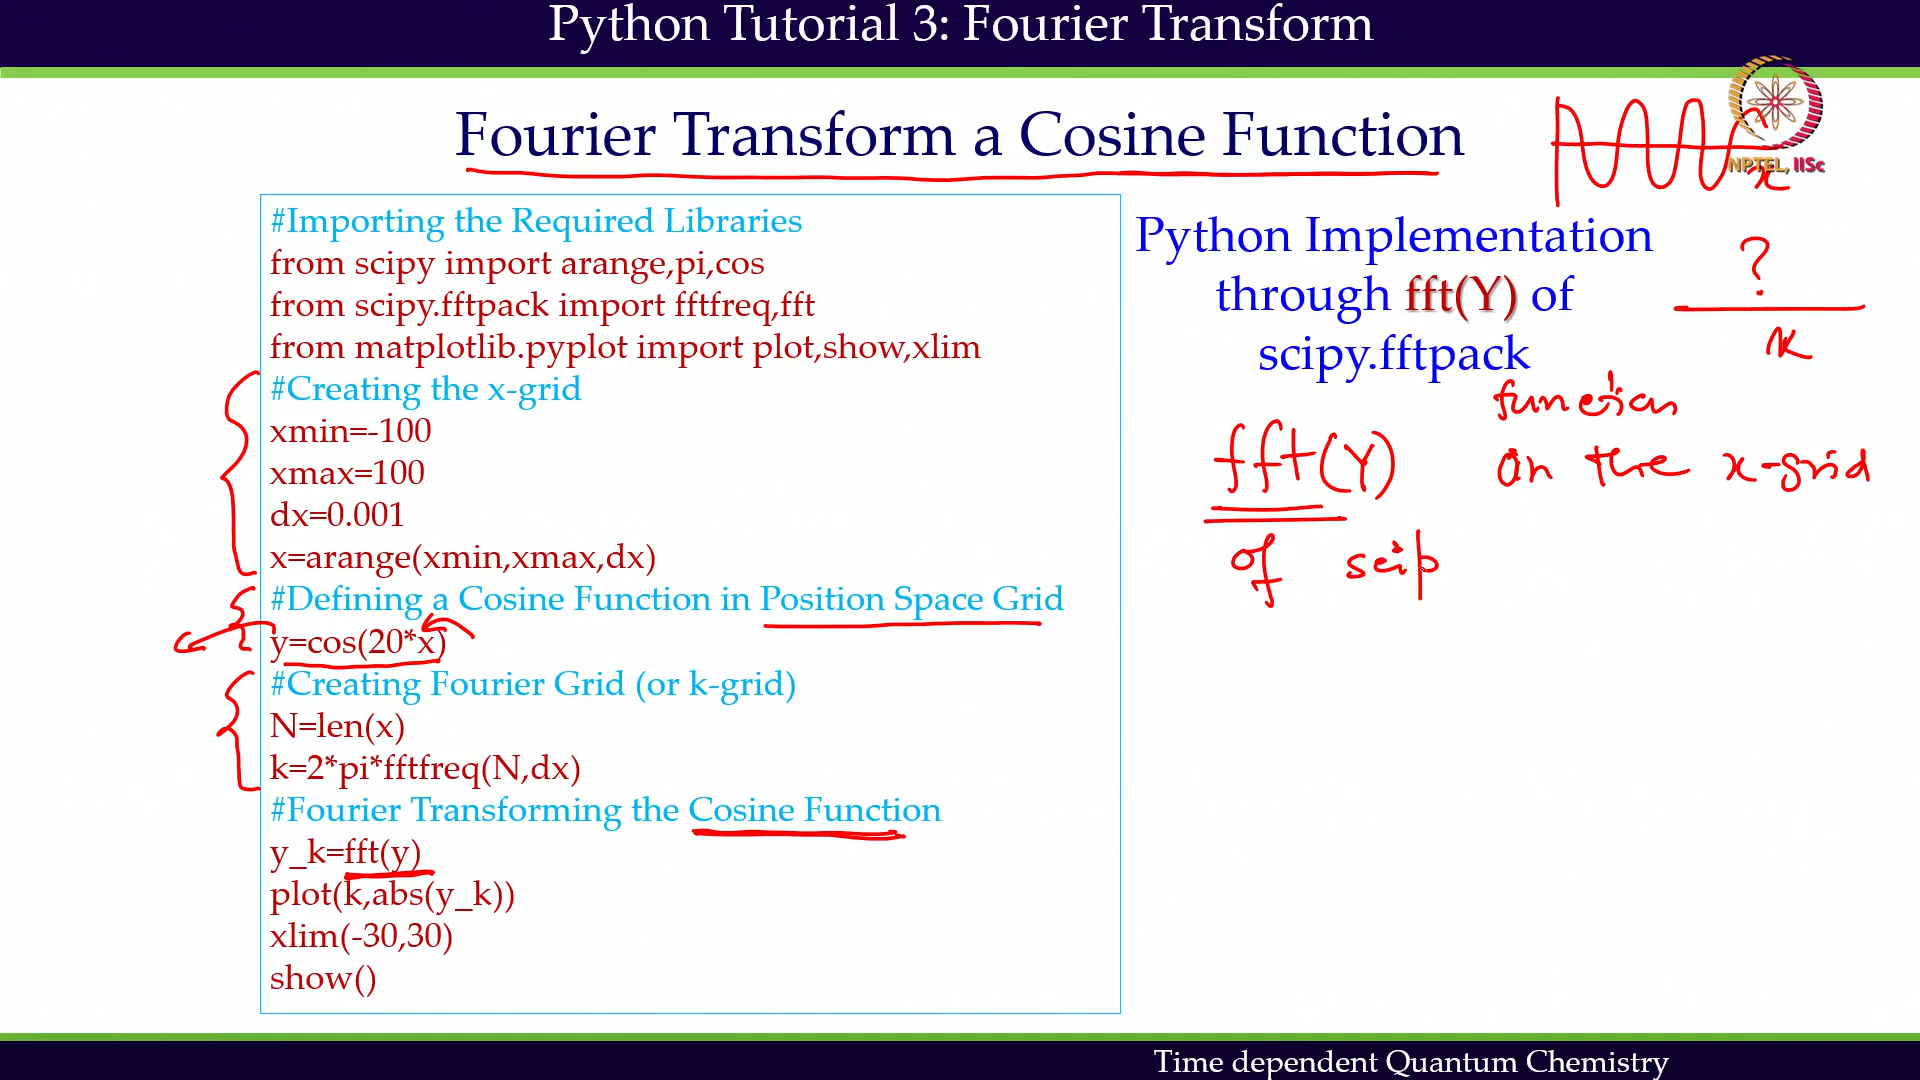 Python Tutorial 3: Fourier Transform
Fourier Transform a Cosine Function
NPTEL, IISc
x
#Importing the Required Libraries
from scipy import arange,pi,cos
from scipy.fftpack import fftfreq,fft
from matplotlib.pyplot import plot,show,xlim
#Creating the x-grid
xmin=-100
xmax=100
dx=0.001
x=arange(xmin,xmax,dx)
#Defining a Cosine Function in Position Space Grid
y=cos(20*x)
#Creating Fourier Grid (or k-grid)
N=len(x)
k=2*pi*fftfreq(N,dx)
#Fourier Transforming the Cosine Function
y_k=fft(y)
plot(k,abs(y_k))
xlim(-30,30)
show()
Python Implementation
through fft(Y) of
scipy.fftpack
?
k
function
on the x-grid
fft(Y)
of scip
Time dependent Quantum Chemistry